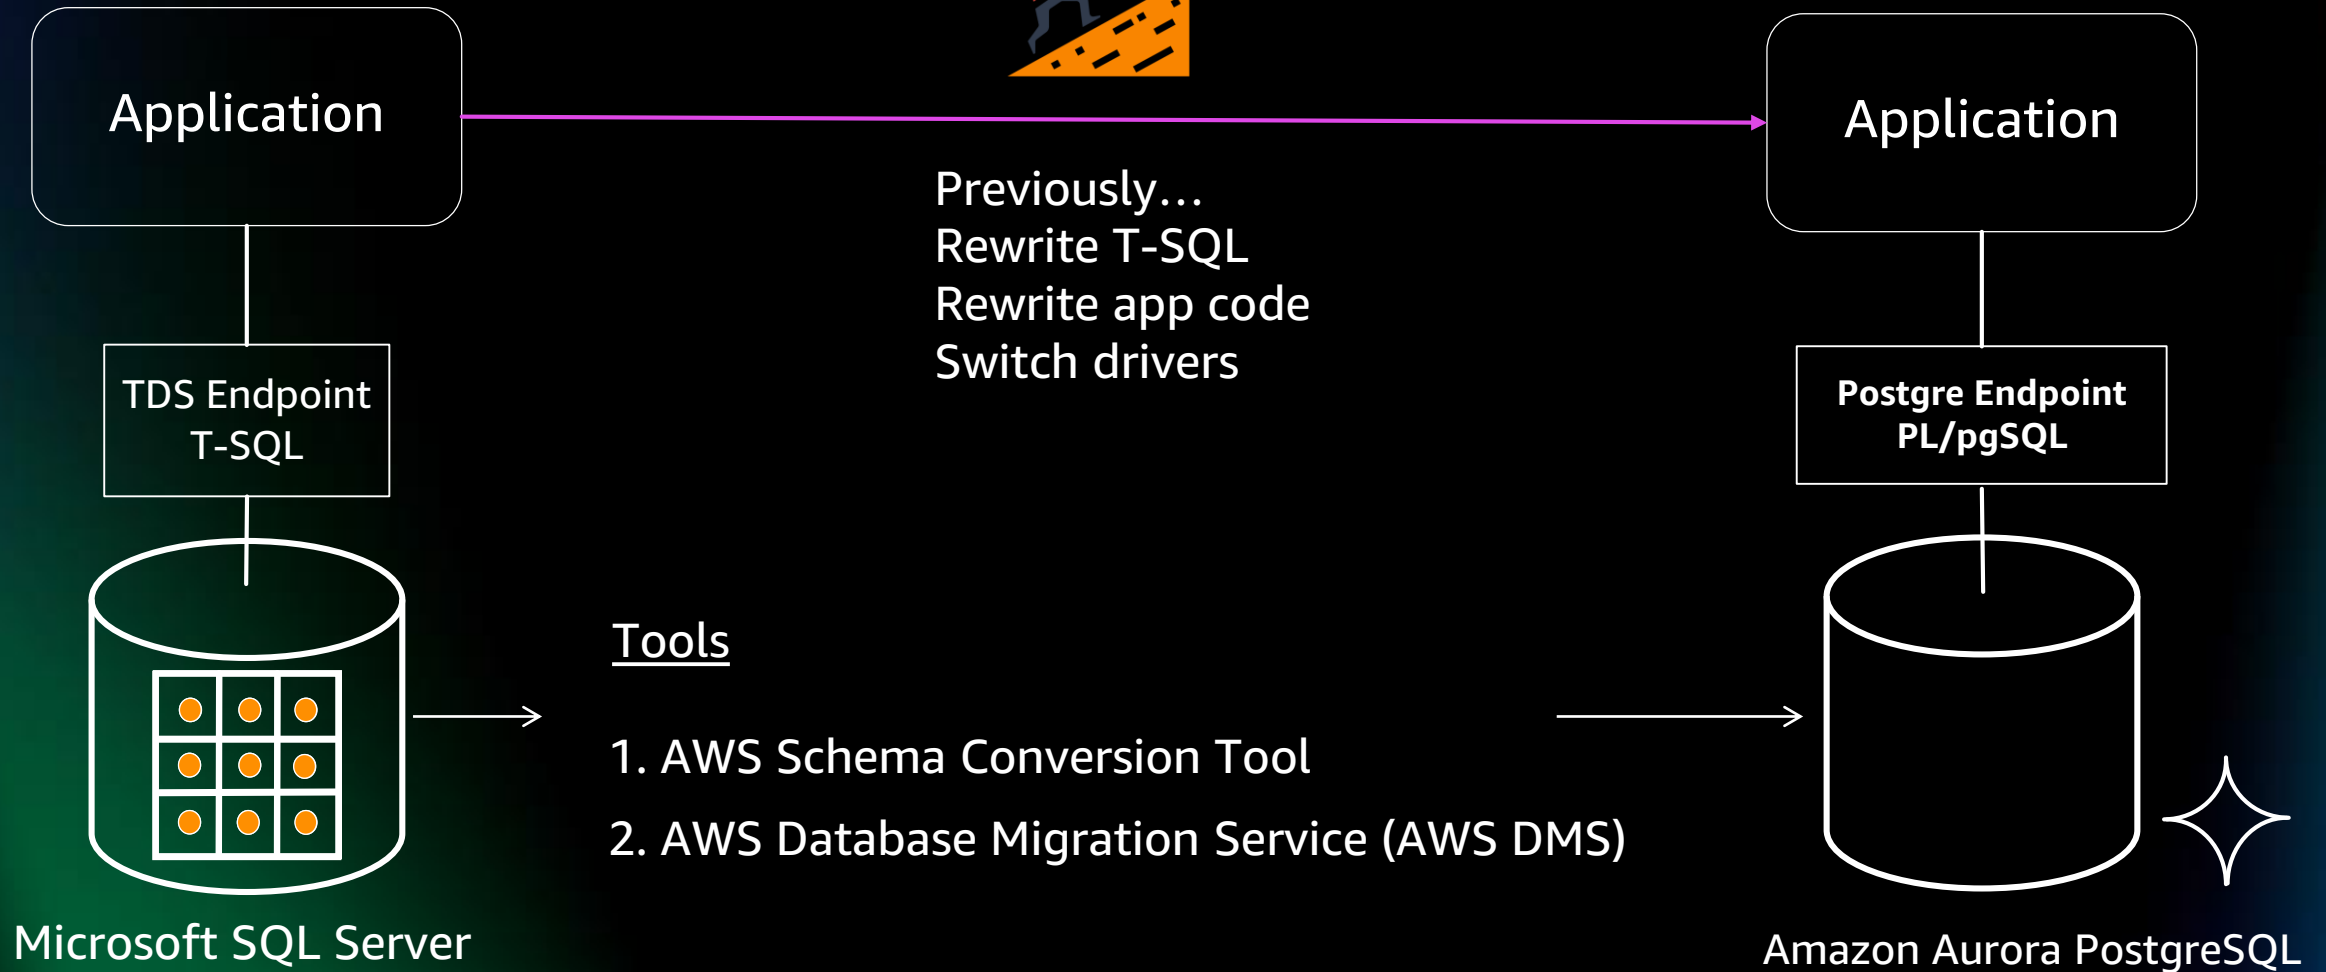 Application
Application
Previously...
Rewrite T-SQL
Rewrite app code
Switch drivers
TDS Endpoint
T-SQL
Postgre Endpoint
PL/pgSQL
Tools
1. AWS Schema Conversion Tool
2. AWS Database Migration Service (AWS DMS)
Microsoft SQL Server
Amazon Aurora PostgreSQL